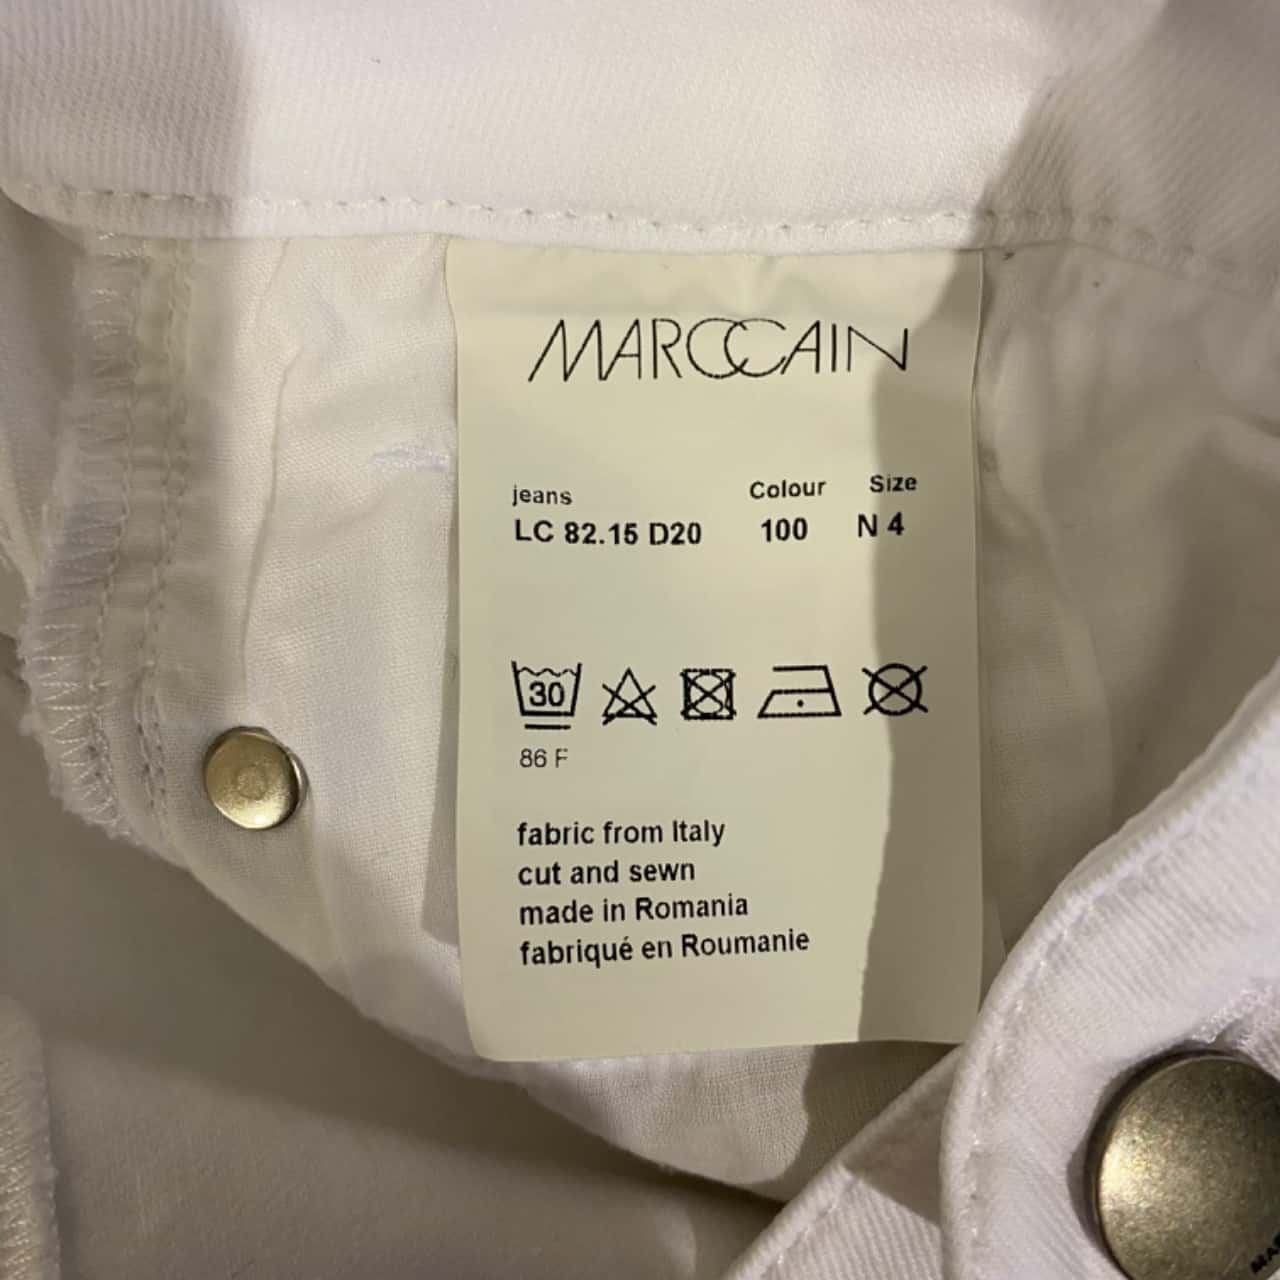 MARCCAIN
jeans Colour Size
LC 82.15 D20 100 N 4
30
86 F
fabric from Italy
cut and sewn
made in Romania
fabriqué en Roumanie